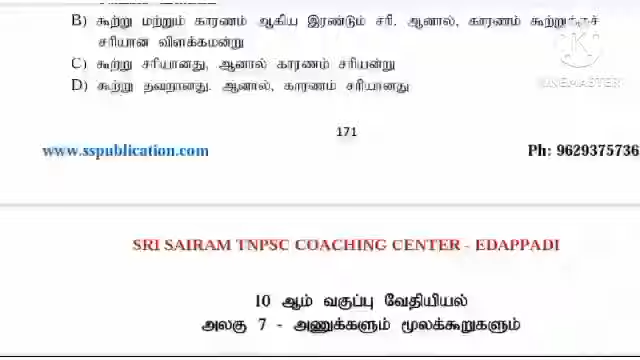 B) கூற்று மற்றும் காரணம் ஆகிய இரண்டும் சரி. ஆனால், காரணம் கூற்றுக்குச்
சரியான விளக்கமன்று
C) கூற்று சரியானது, ஆனால் காரணம் சரியன்று
D) கூற்று தவறானது. ஆனால், காரணம் சரியானது
KINEMASTER
171
www.sspublication.com
Ph: 9629375736
SRI SAIRAM TNPSC COACHING CENTER - EDAPPADI
10 ஆம் வகுப்பு வேதியியல்
அலகு 7 - அணுக்களும் மூலக்கூறுகளும்